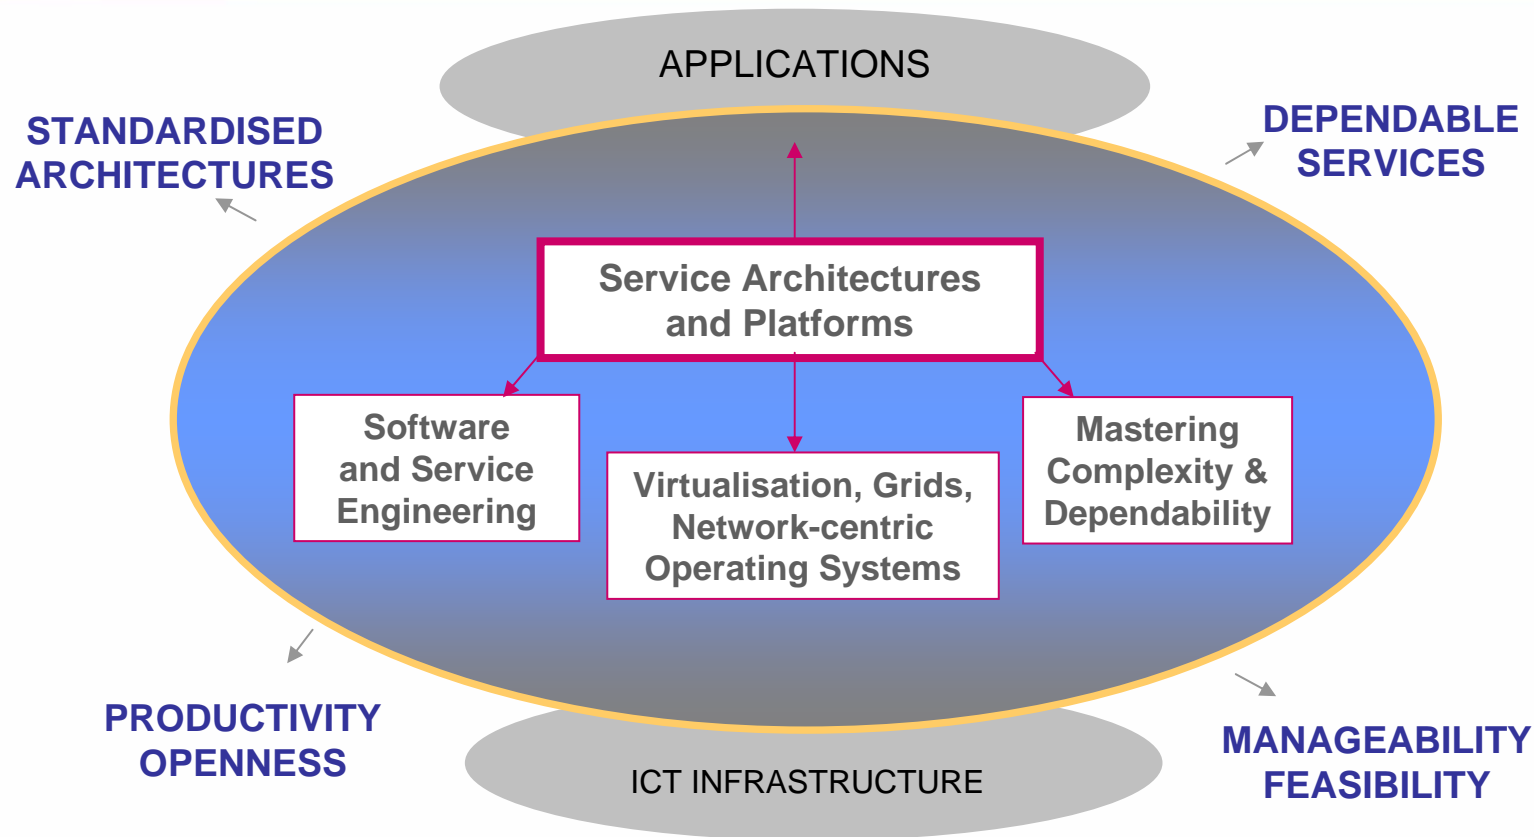 APPLICATIONS
STANDARDISED
ARCHITECTURES
DEPENDABLE
SERVICES
Service Architectures
and Platforms
Software
and Service
Engineering
Virtualisation, Grids,
Network-centric
Operating Systems
Mastering
Complexity &
Dependability
PRODUCTIVITY
OPENNESS
MANAGEABILITY
FEASIBILITY
ICT INFRASTRUCTURE